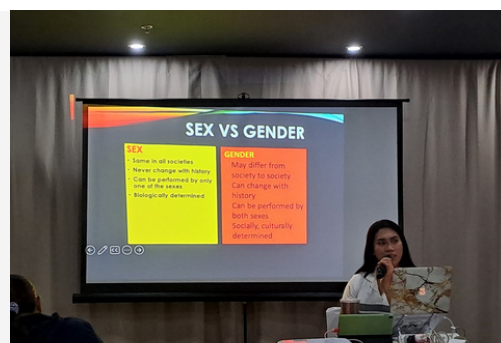 SEX VS GENDER
SEX
- Same in all societies
- Never change with history
- Can be performed by only
one of the sexes
- Biologically determined
GENDER
May differ from
society to society
Can change with
history
Can be performed by
both sexes
Socially, culturally
determined
CC